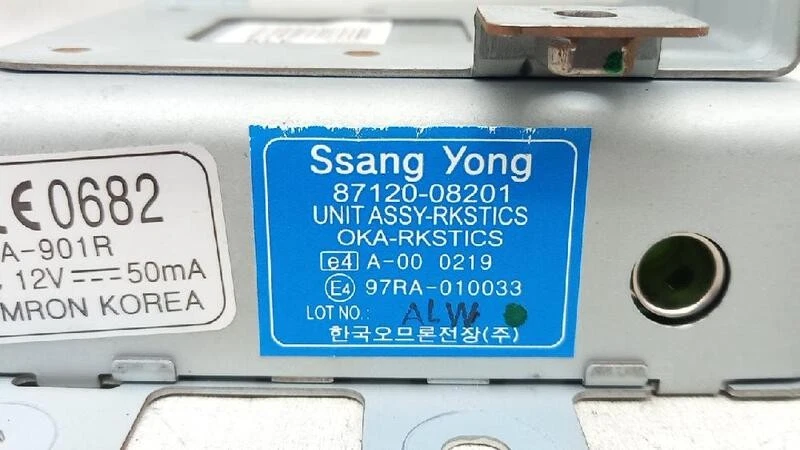 CE0682
A-901R
12V 50mA
MRON KOREA
Ssang Yong
87120-08201
UNIT ASSY-RKSTICS
OKA-RKSTICS
e4 A-00 0219
E4 97RA-010033
LOT NO.: ALW
한국오므론전장(주)